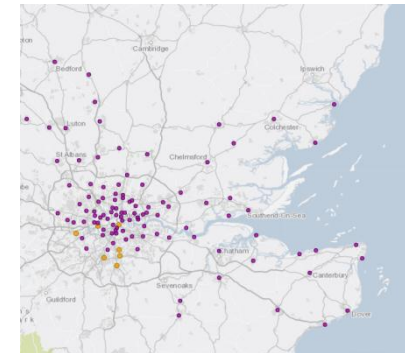 Cambridge
Bedford
Ipswich
Luton
Colchester
St Albans
Chelmsford
Southend-On-Sea
Chatham
Canterbury
Sevenoaks
Guildford
Dover